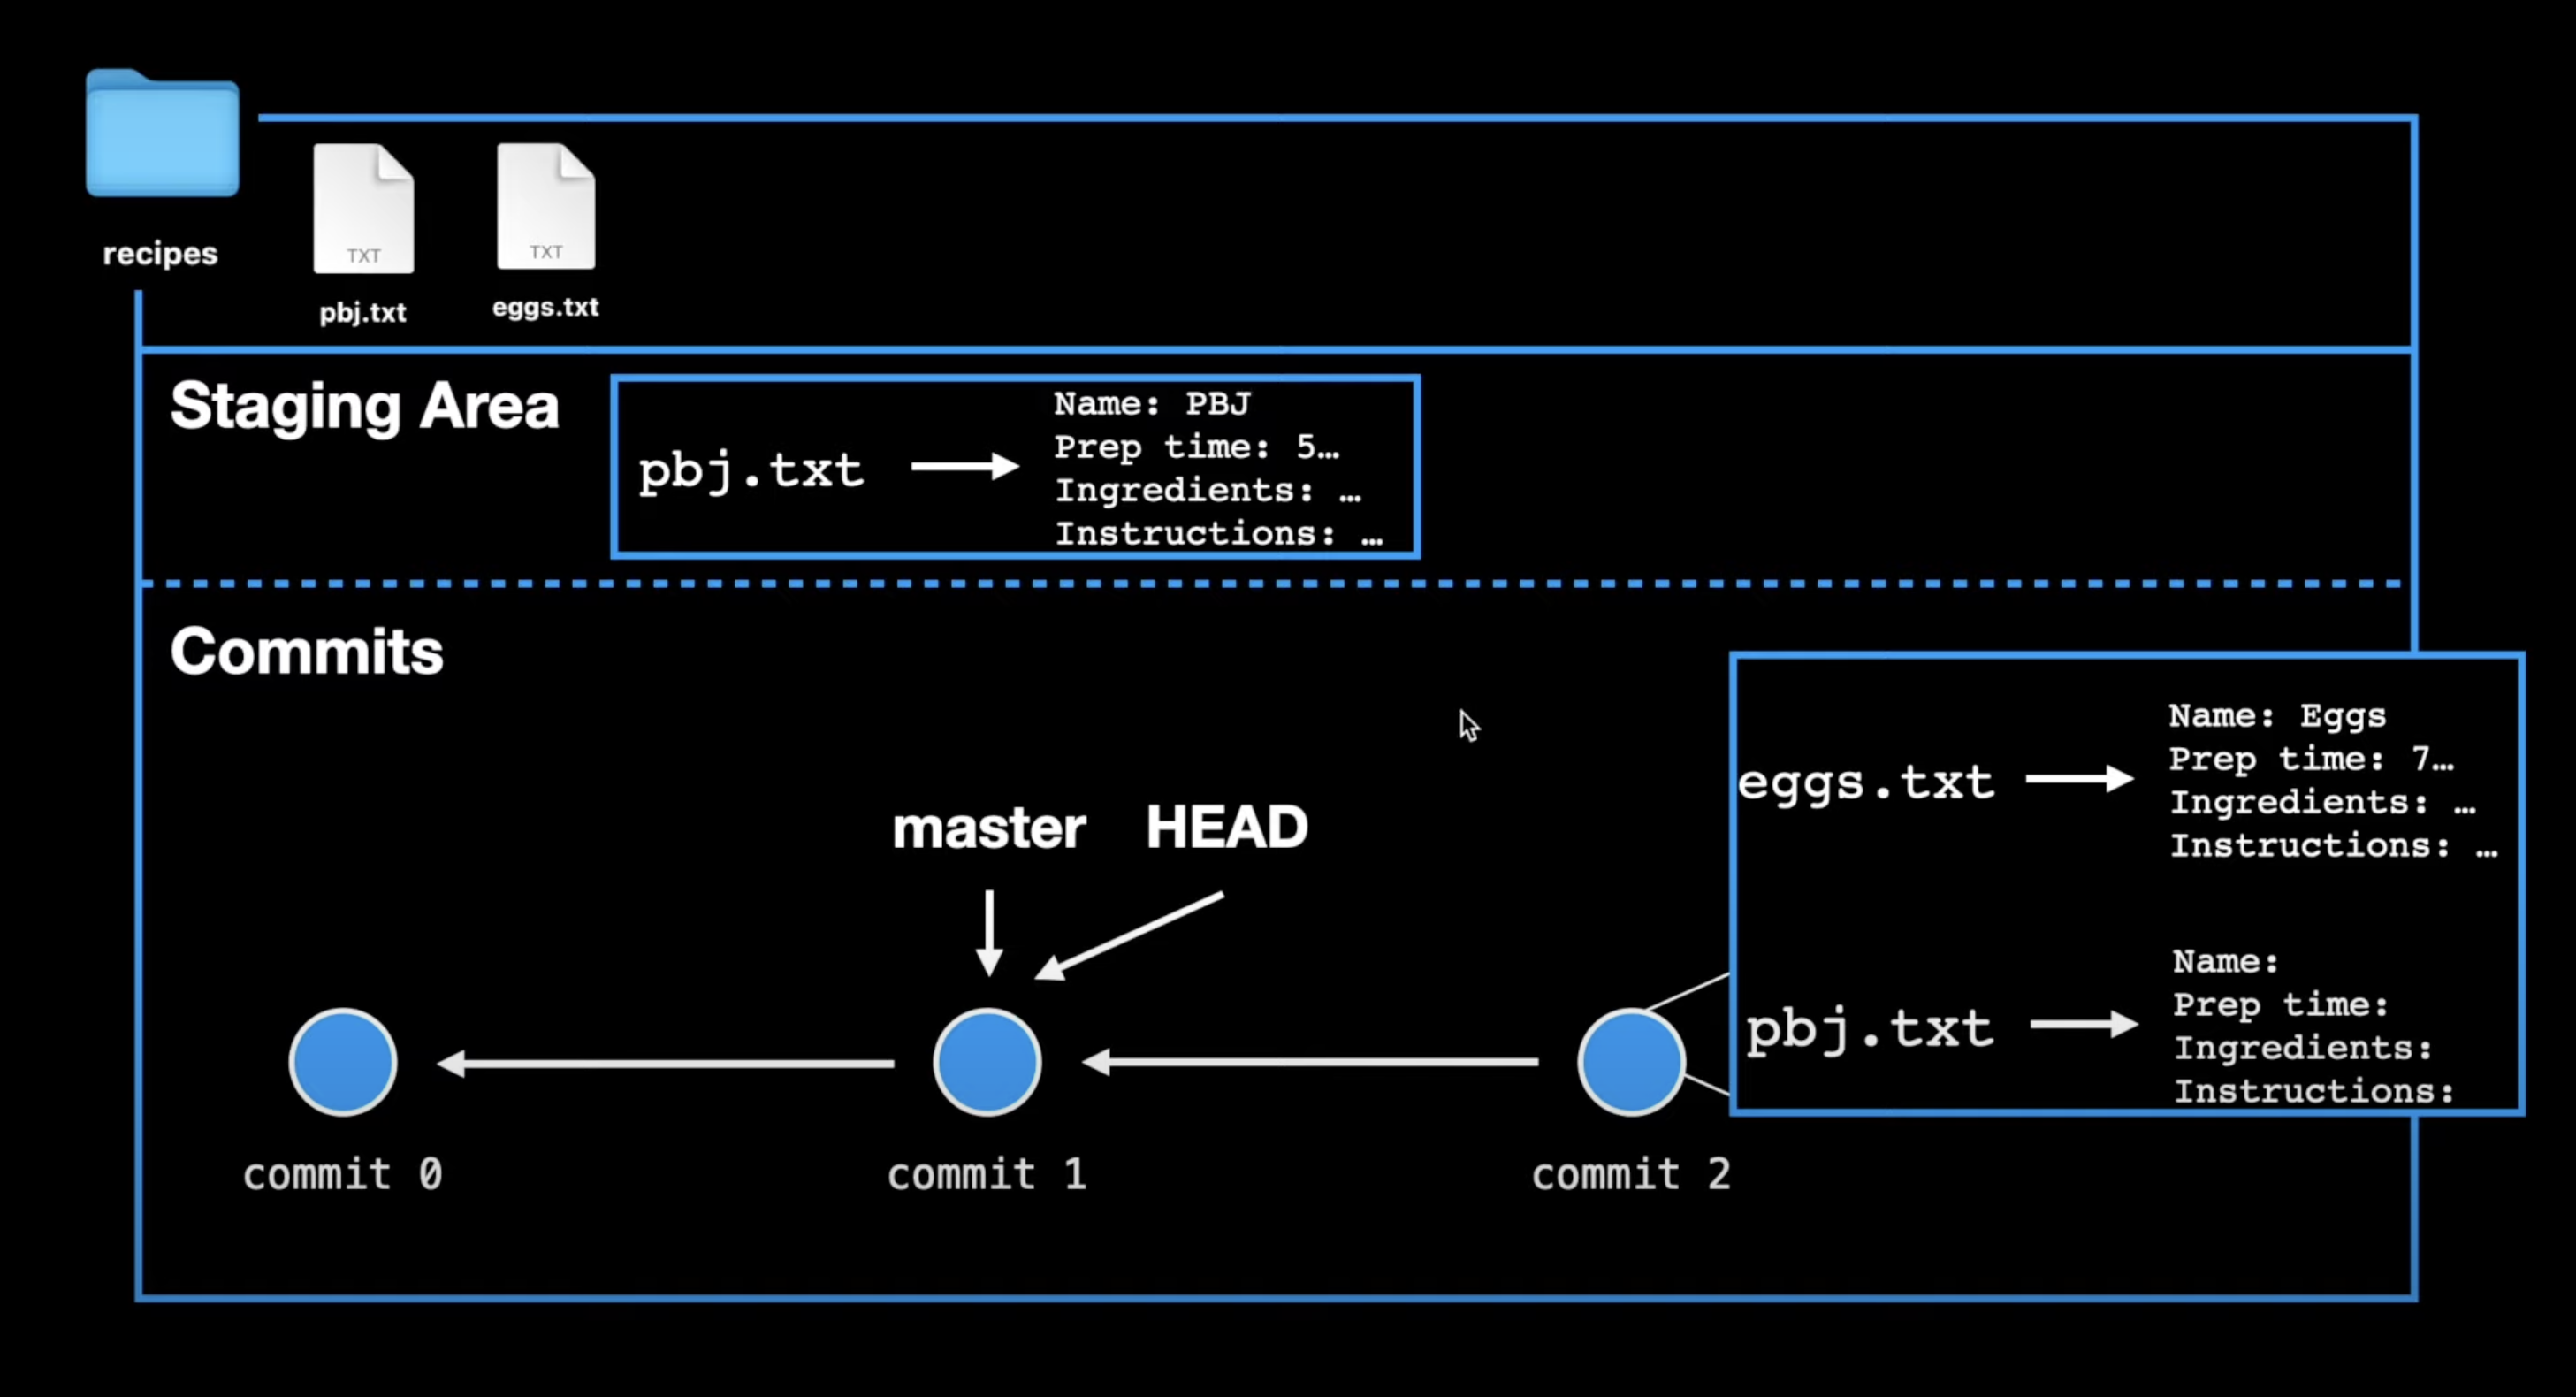 recipes
TXT
TXT
pbj.txt
eggs.txt
Staging Area
pbj.txt
Name: PBJ
Prep time: 5…
Ingredients: …
Instructions: …
Commits
eggs.txt
Name: Eggs
Prep time: 7…
Ingredients: …
Instructions: …
master HEAD
pbj.txt
Name:
Prep time:
Ingredients:
Instructions:
commit 0
commit 1
commit 2